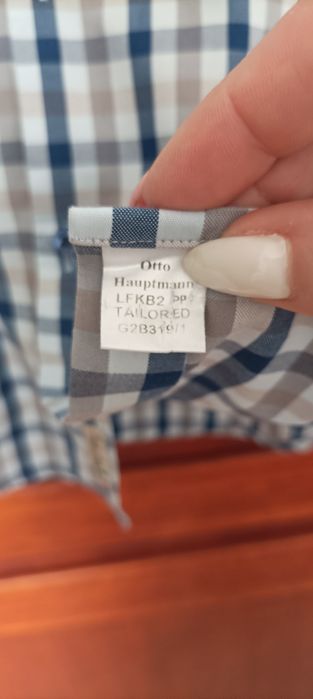 Otto
Hauptmann
LFKB2 PP
TAILORED
G2B319/1